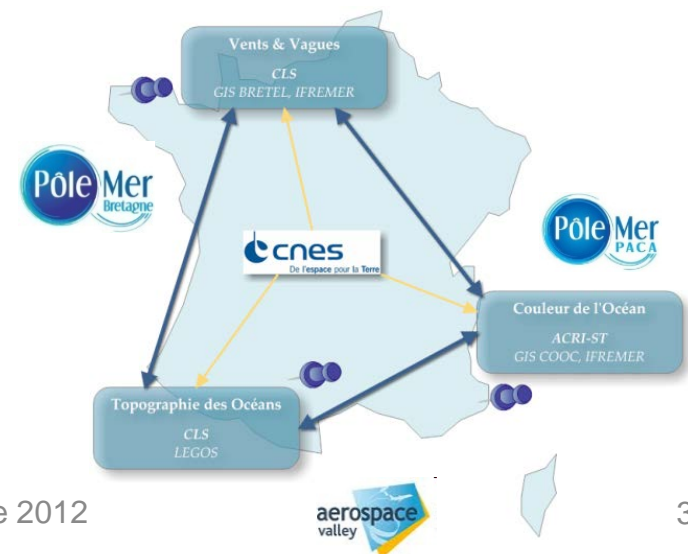 Vents & Vagues
CLS
GIS BRETEL, IFREMER
Pôle Mer
Bretagne
Pôle Mer
PACA
cnes
De l'espace pour la Terre
Couleur de l'Océan
ACRI-ST
GIS COOC, IFREMER
Topographie des Océans
CLS
LEGOS
e 2012
aerospace
valley
3